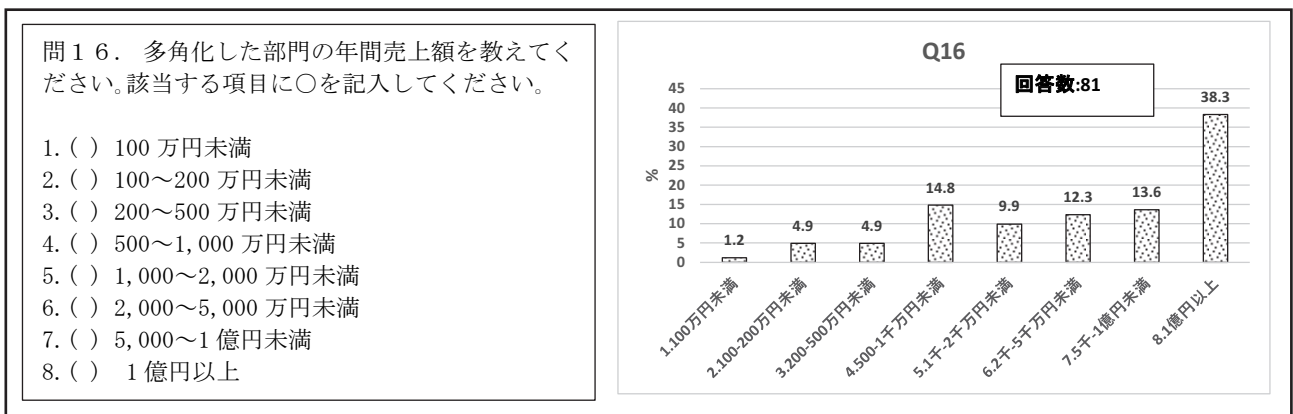 問１６． 多角化した部門の年間売上額を教えてく
ださい。該当する項目に○を記入してください。
1.( ) 100 万円未満
2.( ) 100～200 万円未満
3.( ) 200～500 万円未満
4.( ) 500～1,000 万円未満
5.( ) 1,000～2,000 万円未満
6.( ) 2,000～5,000 万円未満
7.( ) 5,000～1 億円未満
8.( ) 1 億円以上
Q16
回答数:81
%
45
40
35
30
25
20
15
10
5
0
1.2
4.9
4.9
14.8
9.9
12.3
13.6
38.3
1.100万円未満
2.100-200万円未満
3.200-500万円未満
4.500-1千万円未満
5.1千-2千万円未満
6.2千-5千万円未満
7.5千-1億円未満
8.1億円以上